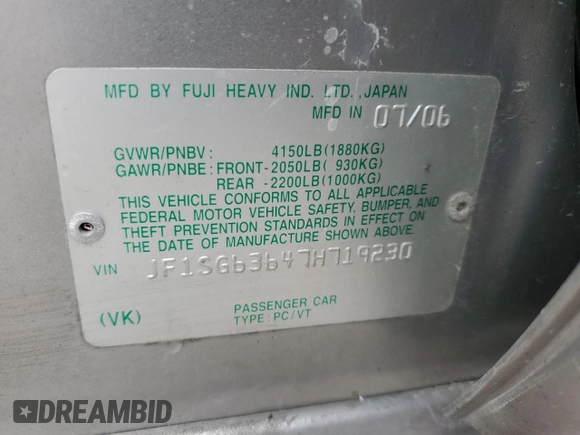 MFD BY FUJI HEAVY IND. LTD., JAPAN
MFD IN 07/06
GVWR/PNBV: 4150LB(1880KG)
GAWR/PNBE: FRONT-2050LB( 930KG)
REAR -2200LB(1000KG)
THIS VEHICLE CONFORMS TO ALL APPLICABLE
FEDERAL MOTOR VEHICLE SAFETY, BUMPER, AND
THEFT PREVENTION STANDARDS IN EFFECT ON
THE DATE OF MANUFACTURE SHOWN ABOVE.
VIN JF1SG63647H719230
(VK) PASSENGER CAR
TYPE: PC/VT
DREAMBID